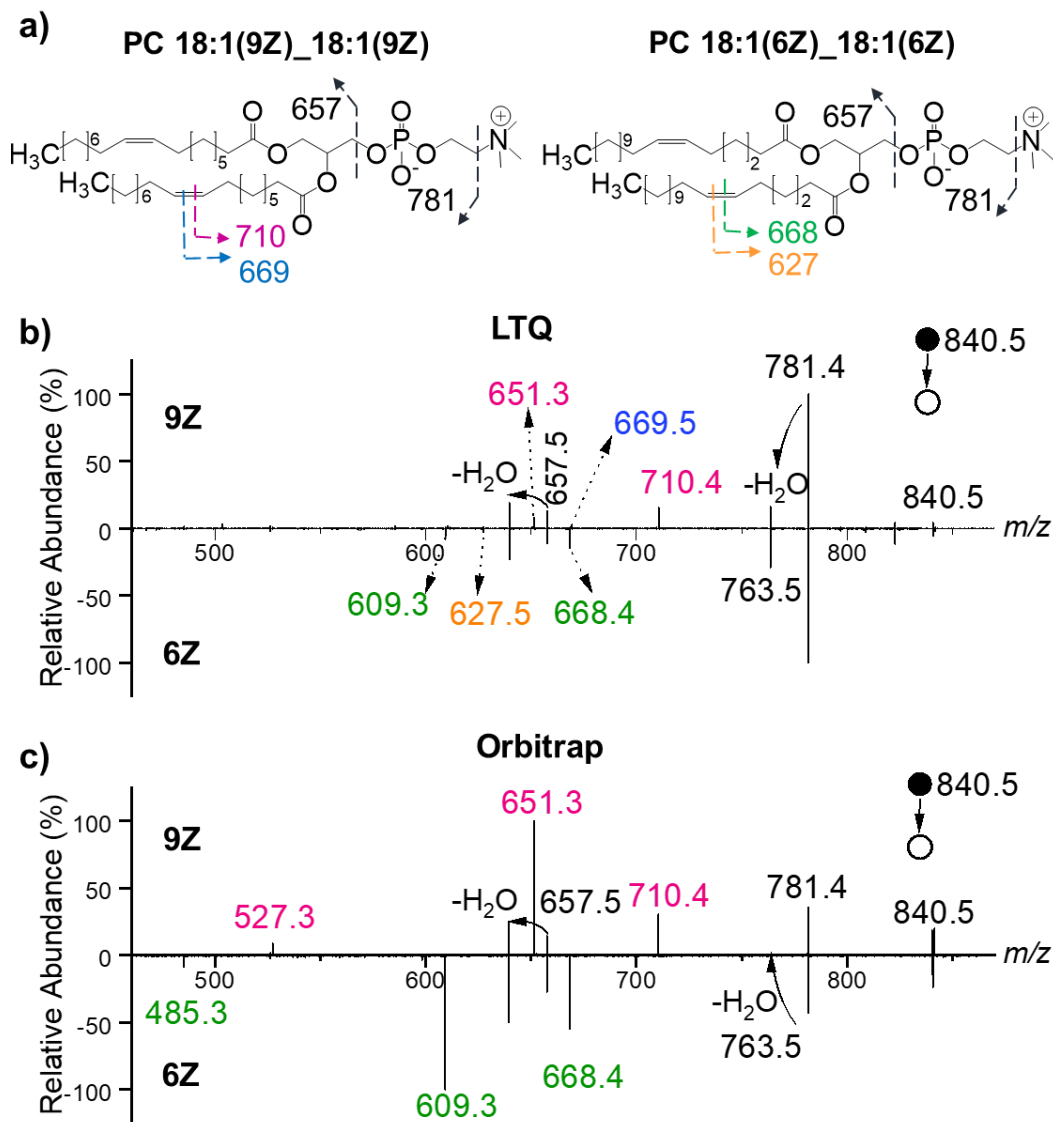 a)
PC 18:1(9Z)_18:1(9Z)
PC 18:1(6Z)_18:1(6Z)
657
O
O
O
P
O
N
+
H3C
[ ]6
[ ]5
O
O-
H3C
[ ]6
[ ]5
O
O
781
710
669
657
O
O
O
P
O
N
+
H3C
[ ]9
[ ]2
O
O-
H3C
[ ]9
[ ]2
O
O
781
668
627
b)
LTQ
840.5
781.4
9Z
651.3
669.5
657.5
-H2O
710.4
-H2O
840.5
m/z
Relative Abundance (%)
100
50
0
-50
-100
500
600
700
800
609.3
627.5
668.4
763.5
6Z
c)
Orbitrap
840.5
651.3
9Z
527.3
-H2O
657.5
710.4
781.4
840.5
m/z
Relative Abundance (%)
100
50
0
-50
-100
500
600
700
800
485.3
-H2O
763.5
668.4
609.3
6Z